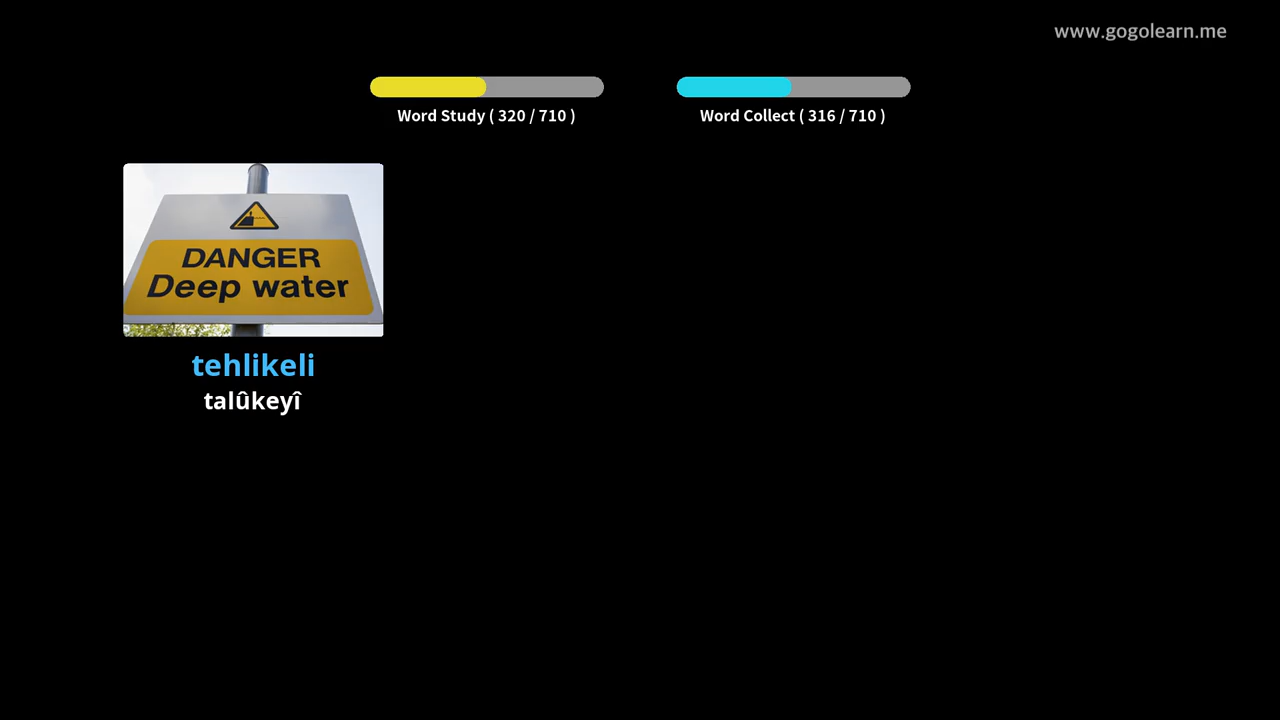 www.gogolearn.me
Word Study ( 320 / 710 )
Word Collect ( 316 / 710 )
DANGER
Deep water
tehlikeli
talûkeyî